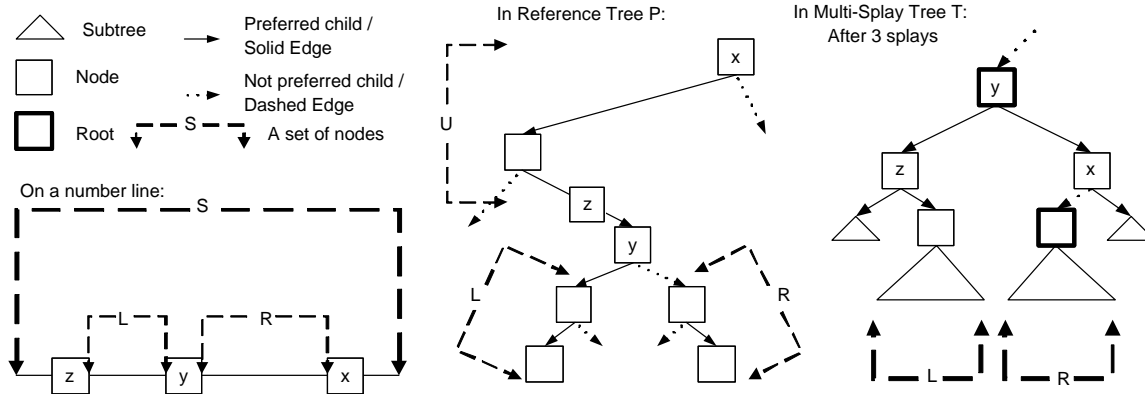 Subtree
Preferred child /
Solid Edge
Node
Not preferred child /
Dashed Edge
Root
S
A set of nodes
On a number line:
S
L
R
z
y
x
In Reference Tree P:
x
U
z
y
L
R
In Multi-Splay Tree T:
After 3 splays
y
z
x
L
R